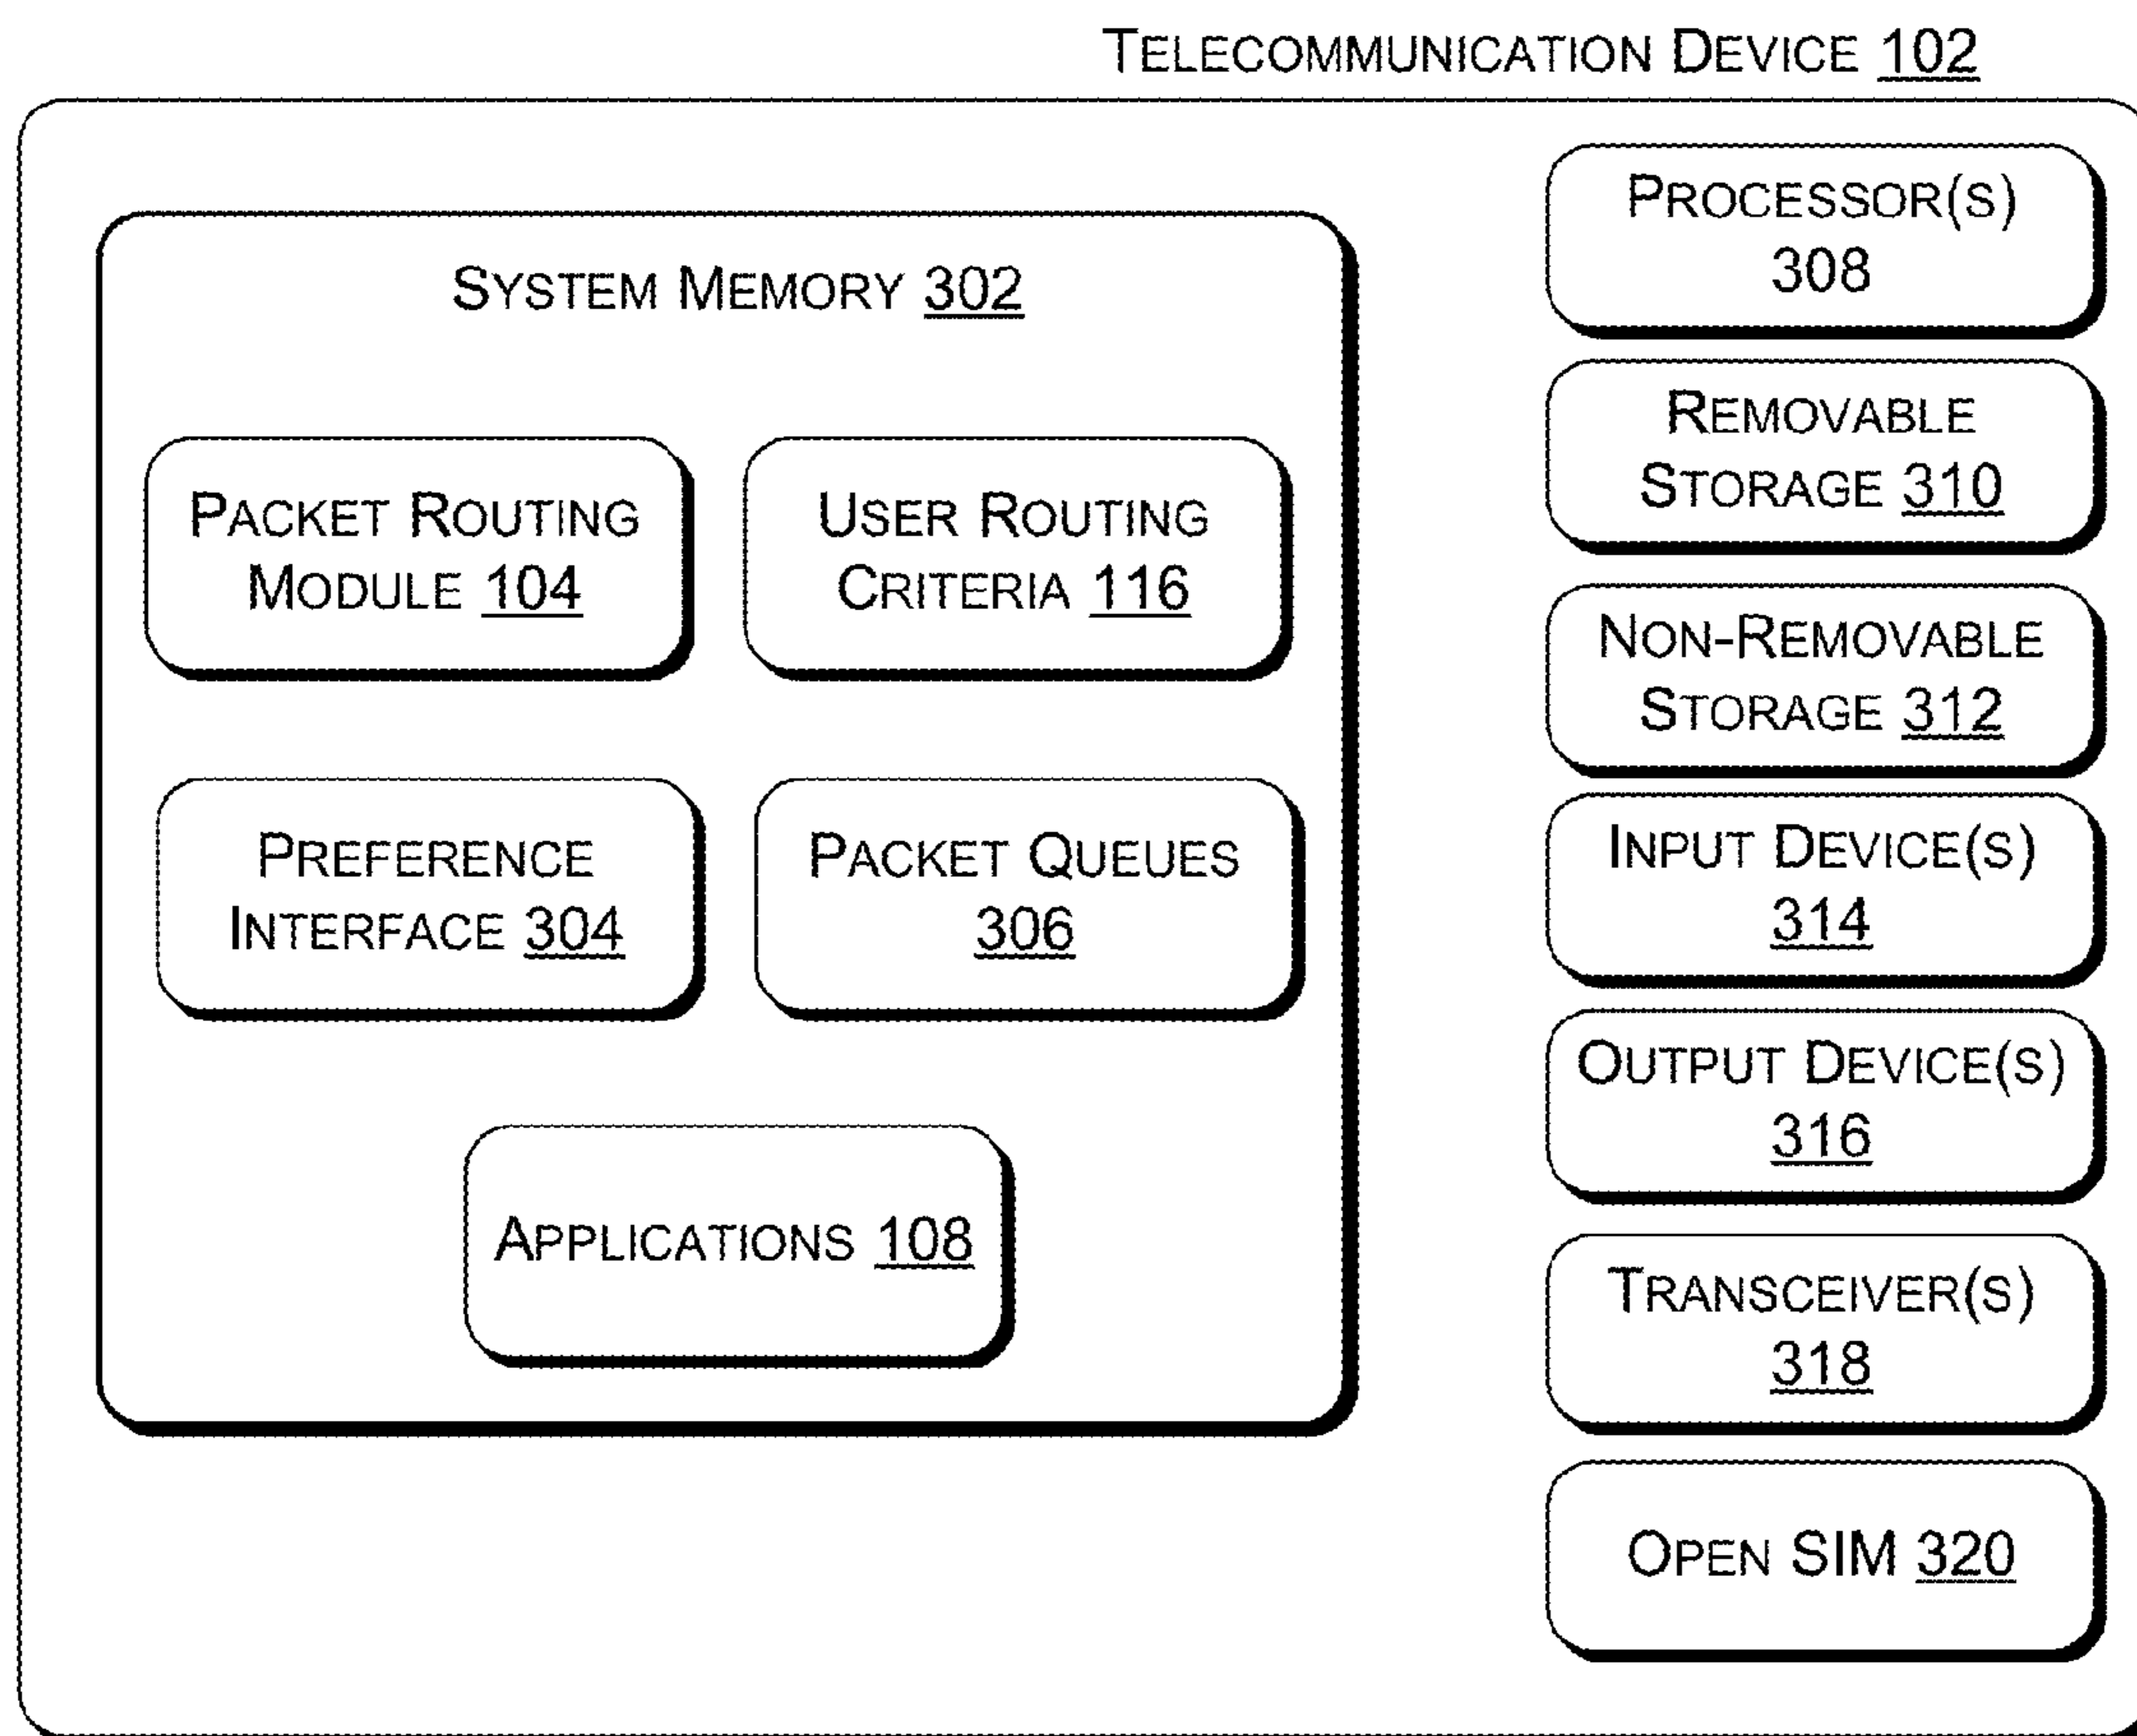 TELECOMMUNICATION DEVICE 102
SYSTEM MEMORY 302
PACKET ROUTING
MODULE 104
USER ROUTING
CRITERIA 116
PREFERENCE
INTERFACE 304
PACKET QUEUES
306
APPLICATIONS 108
PROCESSOR(S)
308
REMOVABLE
STORAGE 310
NON-REMOVABLE
STORAGE 312
INPUT DEVICE(S)
314
OUTPUT DEVICE(S)
316
TRANSCEIVER(S)
318
OPEN SIM 320